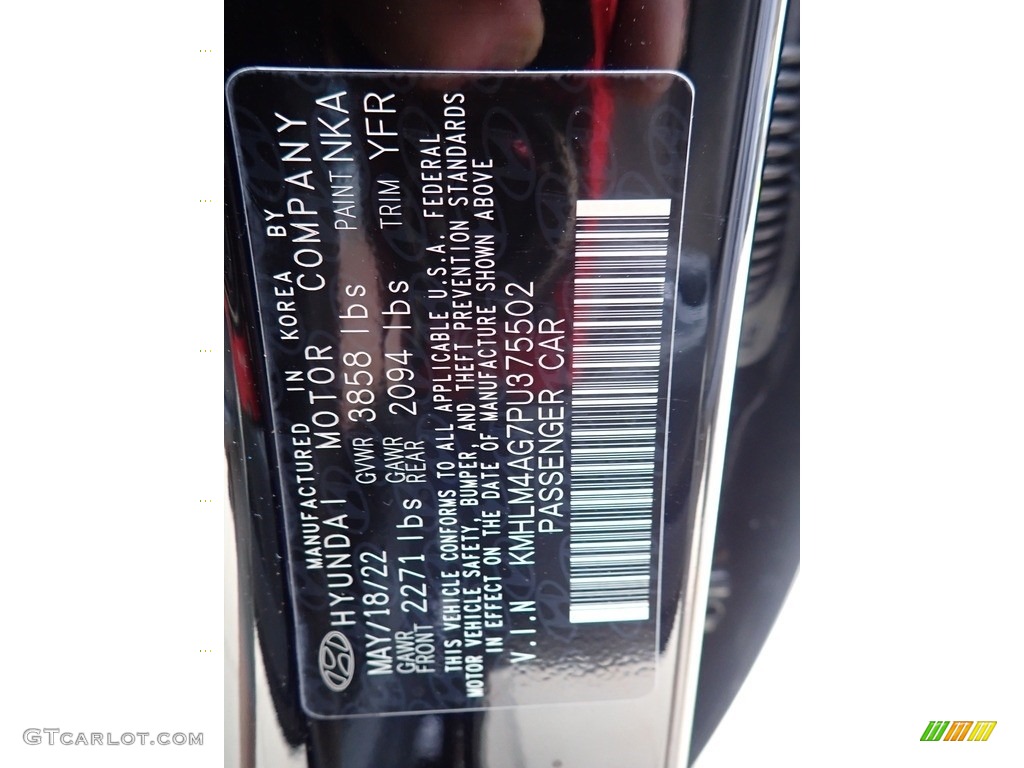 MANUFACTURED IN KOREA BY
HYUNDAI MOTOR COMPANY
MAY/18/22 GVWR 3858 lbs PAINT NKA
GAWR FRONT 2271 lbs GAWR REAR 2094 lbs TRIM YFR
THIS VEHICLE CONFORMS TO ALL APPLICABLE U.S.A. FEDERAL
MOTOR VEHICLE SAFETY, BUMPER, AND THEFT PREVENTION STANDARDS
IN EFFECT ON THE DATE OF MANUFACTURE SHOWN ABOVE
V.I.N KMHLM4AG7PU375502
PASSENGER CAR
GTCarlot.com